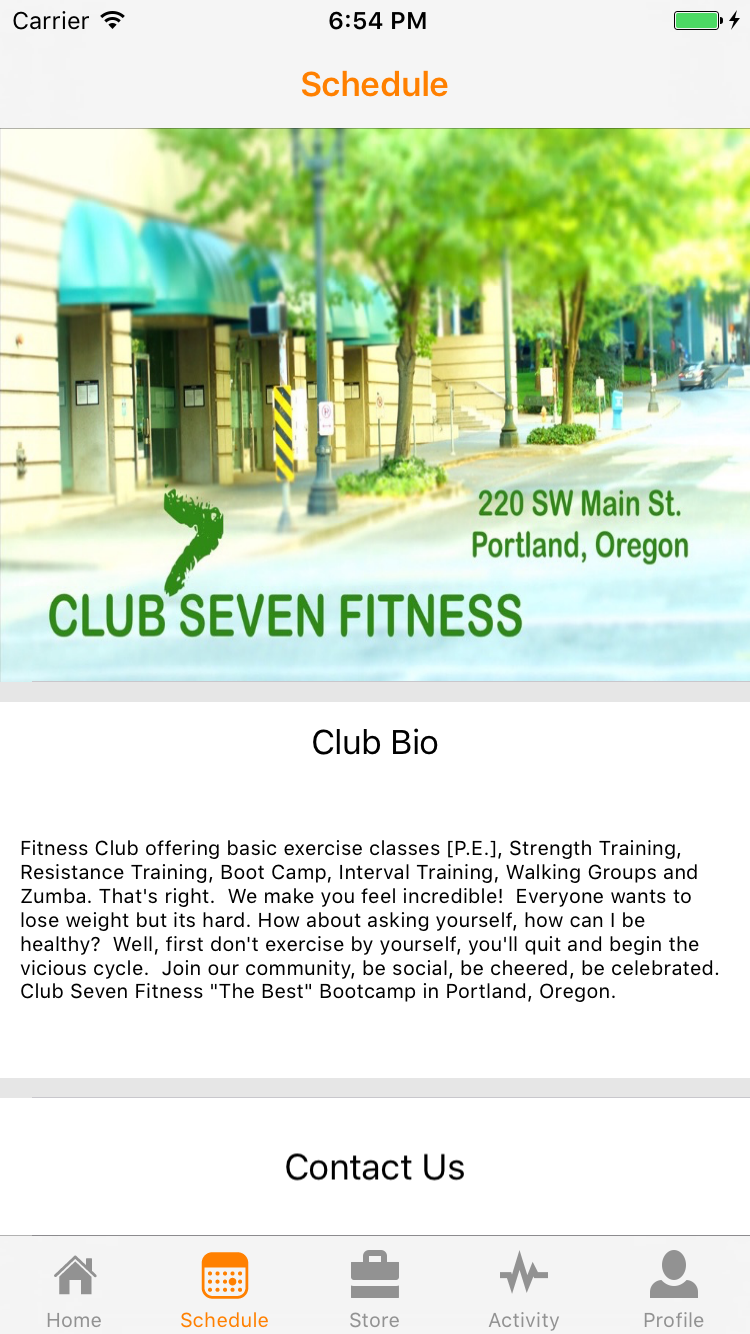 Carrier 6:54 PM
Schedule
220 SW Main St.
Portland, Oregon
7
CLUB SEVEN FITNESS
Club Bio
Fitness Club offering basic exercise classes [P.E.], Strength Training,
Resistance Training, Boot Camp, Interval Training, Walking Groups and
Zumba. That's right.  We make you feel incredible!  Everyone wants to
lose weight but its hard. How about asking yourself, how can I be
healthy?  Well, first don't exercise by yourself, you'll quit and begin the
vicious cycle.  Join our community, be social, be cheered, be celebrated.
Club Seven Fitness "The Best" Bootcamp in Portland, Oregon.
Contact Us
Home Schedule Store Activity Profile